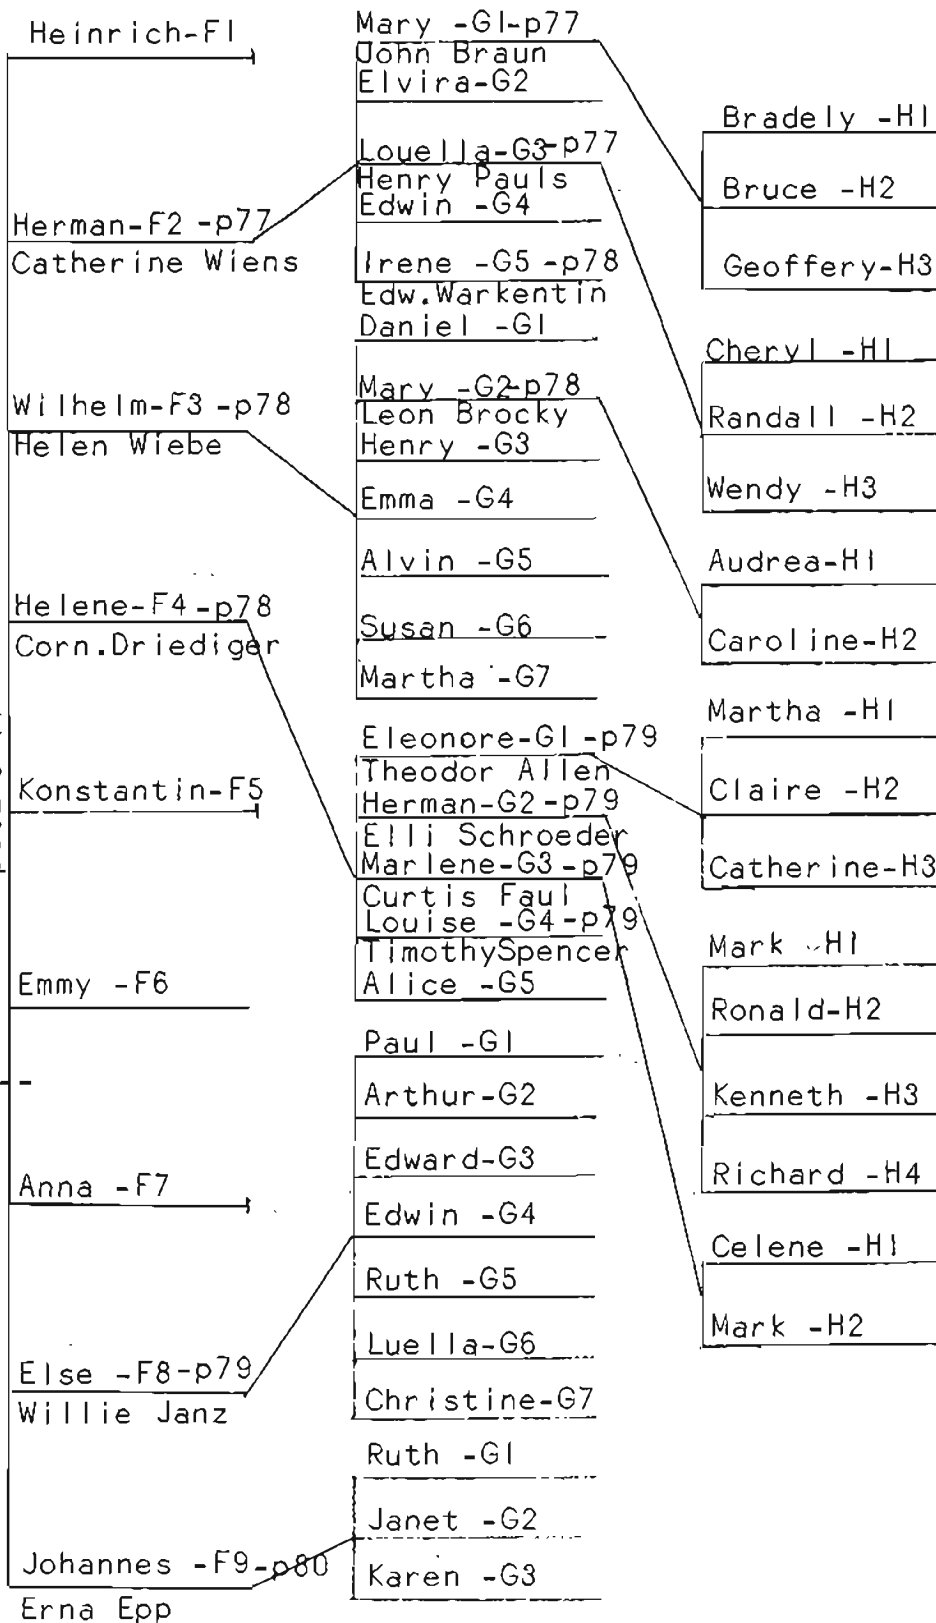 Heinrich-F1
Herman-F2 -p77
Catherine Wiens
Wilhelm-F3 -p78
Helen Wiebe
Helene-F4 -p78
Corn.Driediger
Konstantin-F5
Emmy -F6
Anna -F7
Else -F8-p79
Willie Janz
Johannes -F9-p80
Erna Epp
Mary -G1-p77
John Braun
Elvira-G2
Louella-G3-p77
Henry Pauls
Edwin -G4
Irene -G5 -p78
Edw.Warkentin
Daniel -G1
Mary -G2-p78
Leon Brocky
Henry -G3
Emma -G4
Alvin -G5
Susan -G6
Martha -G7
Eleonore-G1 -p79
Theodor Allen
Herman-G2 -p79
Elli Schroeder
Marlene-G3 -p79
Curtis Faul
Louise -G4 -p79
TimothySpencer
Alice -G5
Paul -G1
Arthur-G2
Edward-G3
Edwin -G4
Ruth -G5
Luella-G6
Christine-G7
Ruth -G1
Janet -G2
Karen -G3
Bradely -H1
Bruce -H2
Geoffery-H3
Cheryl -H1
Randall -H2
Wendy -H3
Audrea-H1
Caroline-H2
Martha -H1
Claire -H2
Catherine-H3
Mark -H1
Ronald-H2
Kenneth -H3
Richard -H4
Celene -H1
Mark -H2